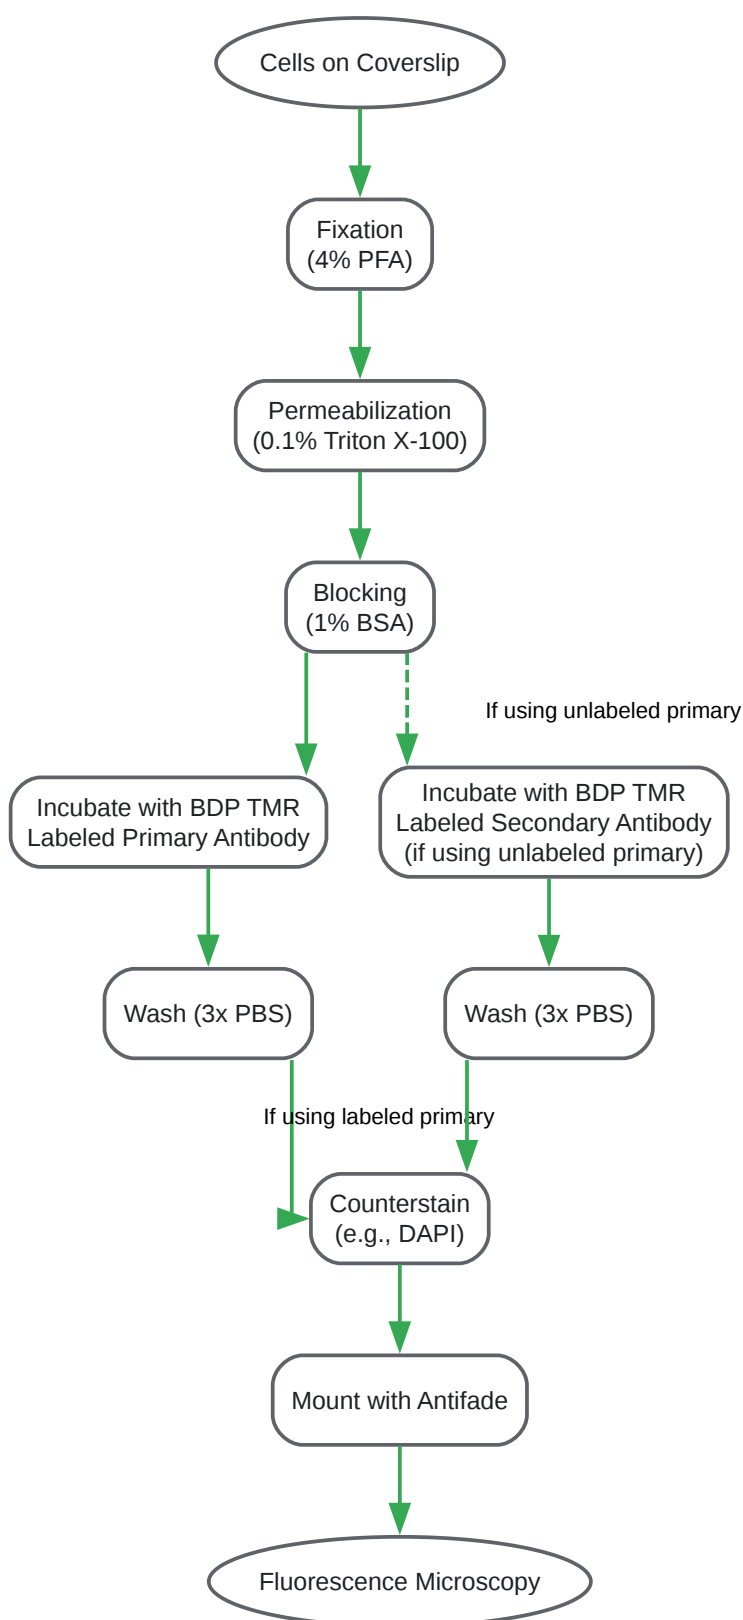 Cells on Coverslip
Fixation
(4% PFA)
Permeabilization
(0.1% Triton X-100)
Blocking
(1% BSA)
If using unlabeled primary
Incubate with BDP TMR
Labeled Primary Antibody
Incubate with BDP TMR
Labeled Secondary Antibody
(if using unlabeled primary)
Wash (3x PBS)
Wash (3x PBS)
If using labeled primary
Counterstain
(e.g., DAPI)
Mount with Antifade
Fluorescence Microscopy